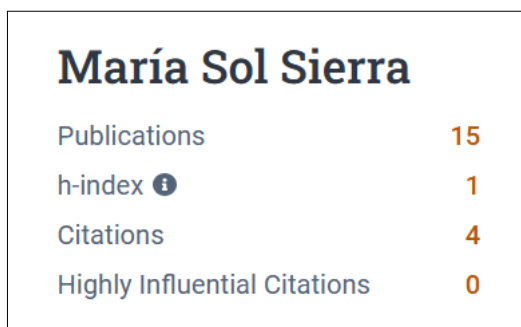 María Sol Sierra
Publications 15
h-index 1
Citations 4
Highly Influential Citations 0